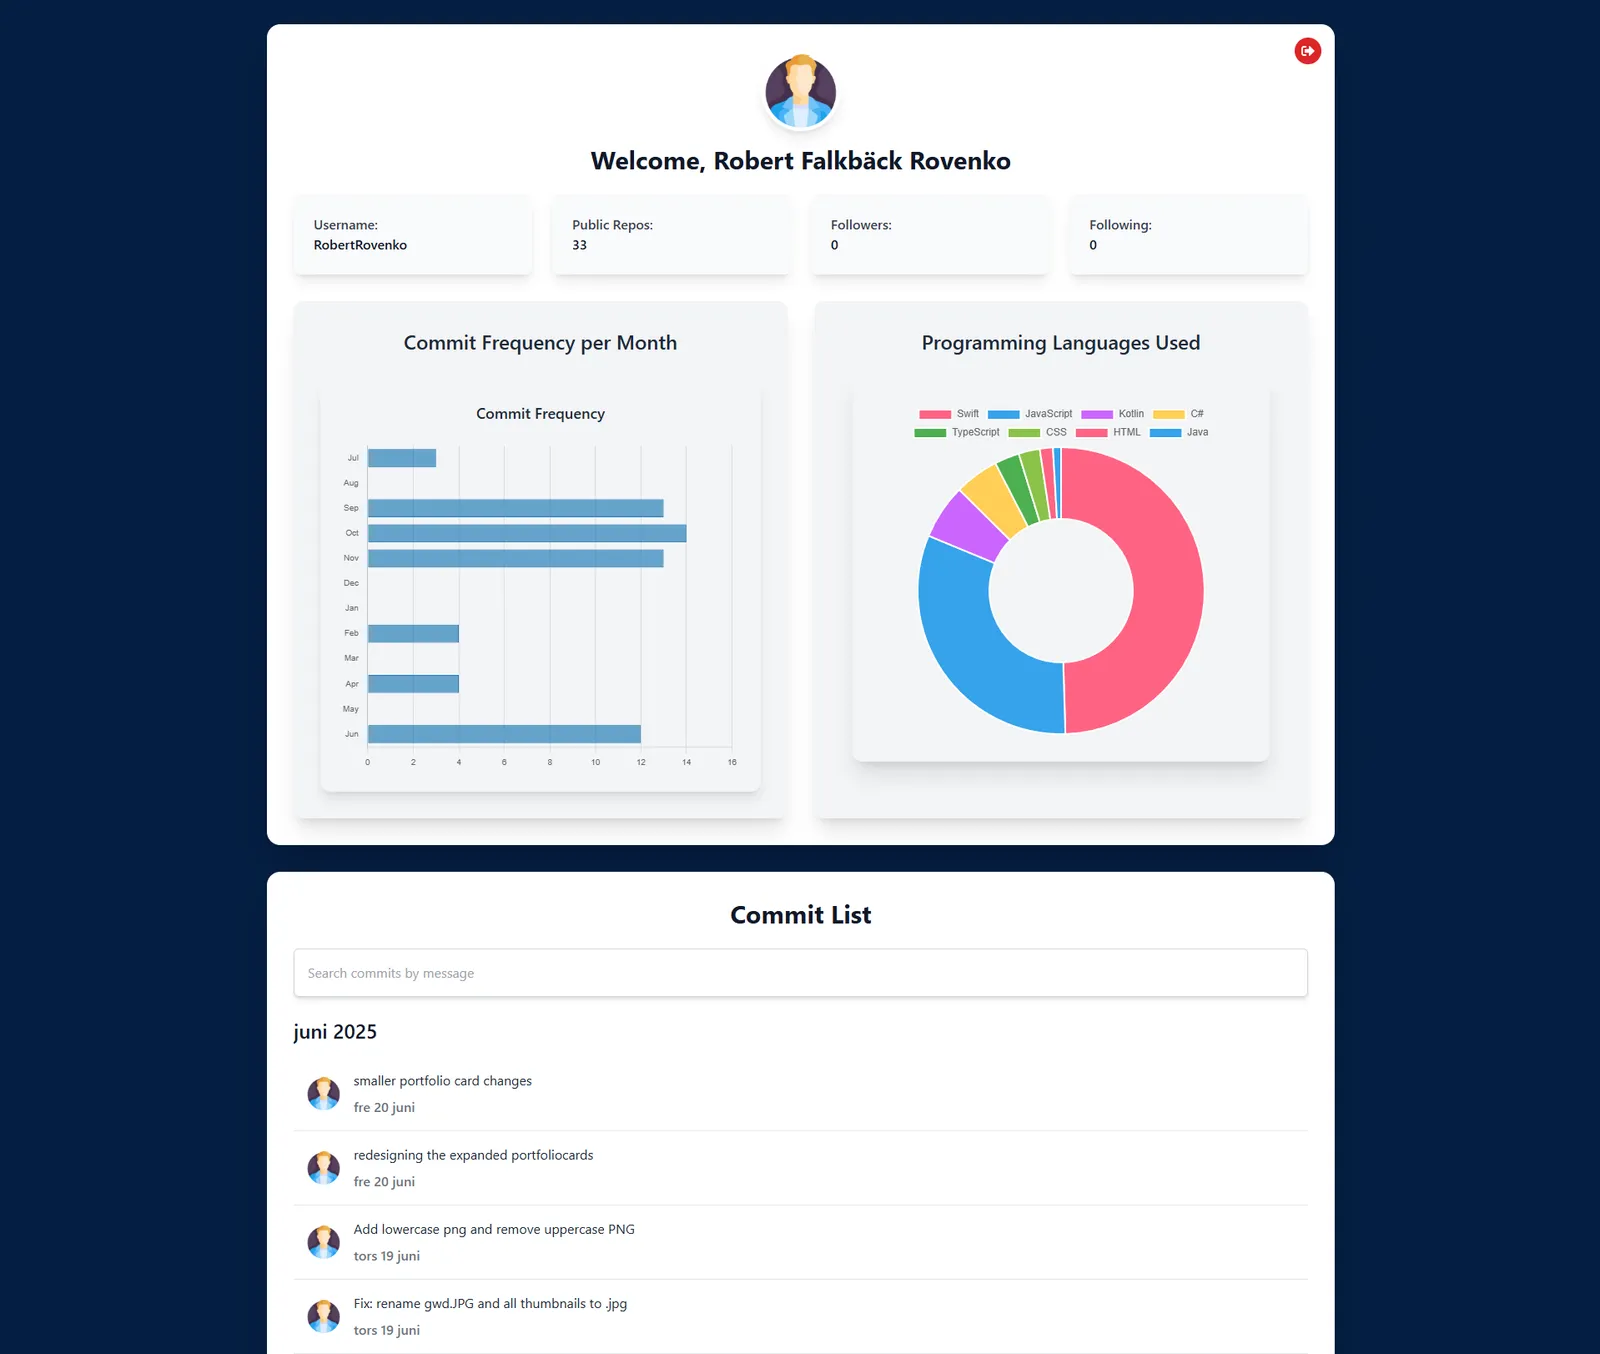 Welcome, Robert Falkbäck Rovenko
Username:
RobertRovenko
Public Repos:
33
Followers:
0
Following:
0
Commit Frequency per Month
Commit Frequency
Jul
Aug
Sep
Oct
Nov
Dec
Jan
Feb
Mar
Apr
May
Jun
0 2 4 6 8 10 12 14 16
Programming Languages Used
Swift JavaScript Kotlin C#
TypeScript CSS HTML Java
Commit List
Search commits by message
juni 2025
smaller portfolio card changes
fre 20 juni
redesigning the expanded portfoliocards
fre 20 juni
Add lowercase png and remove uppercase PNG
tors 19 juni
Fix: rename gwd.JPG and all thumbnails to .jpg
tors 19 juni